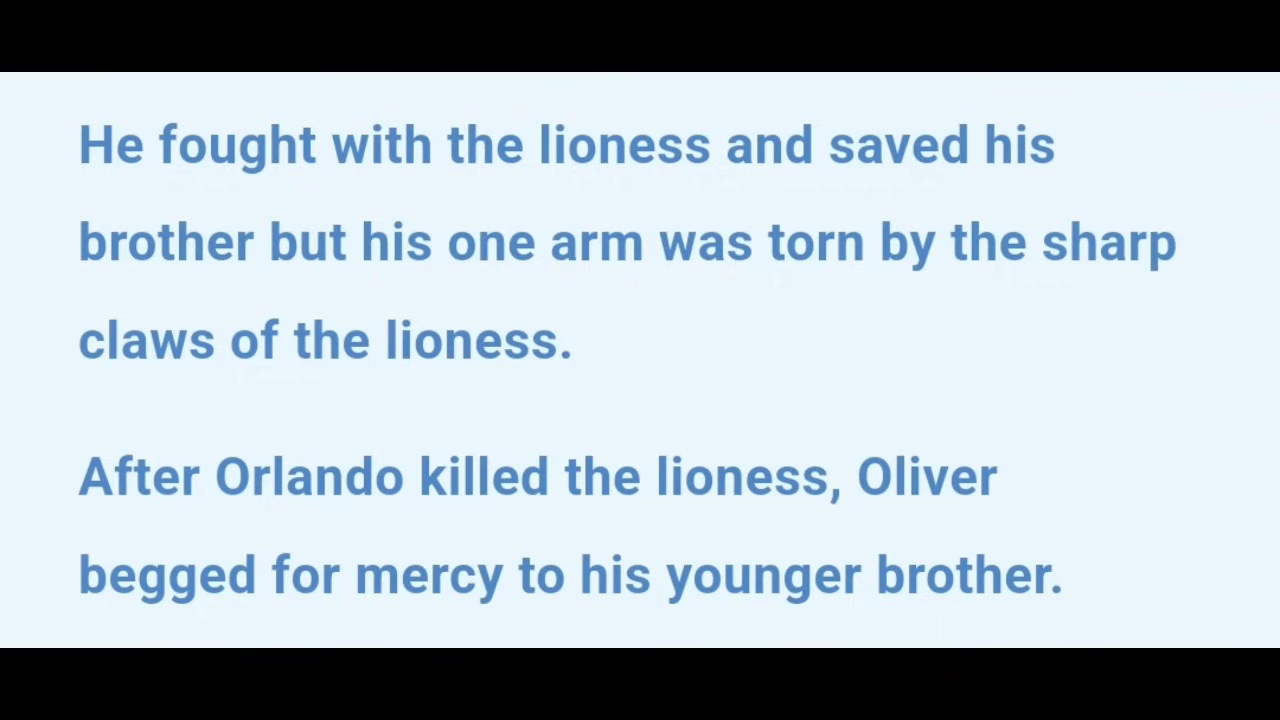 He fought with the lioness and saved his
brother but his one arm was torn by the sharp
claws of the lioness.
After Orlando killed the lioness, Oliver
begged for mercy to his younger brother.